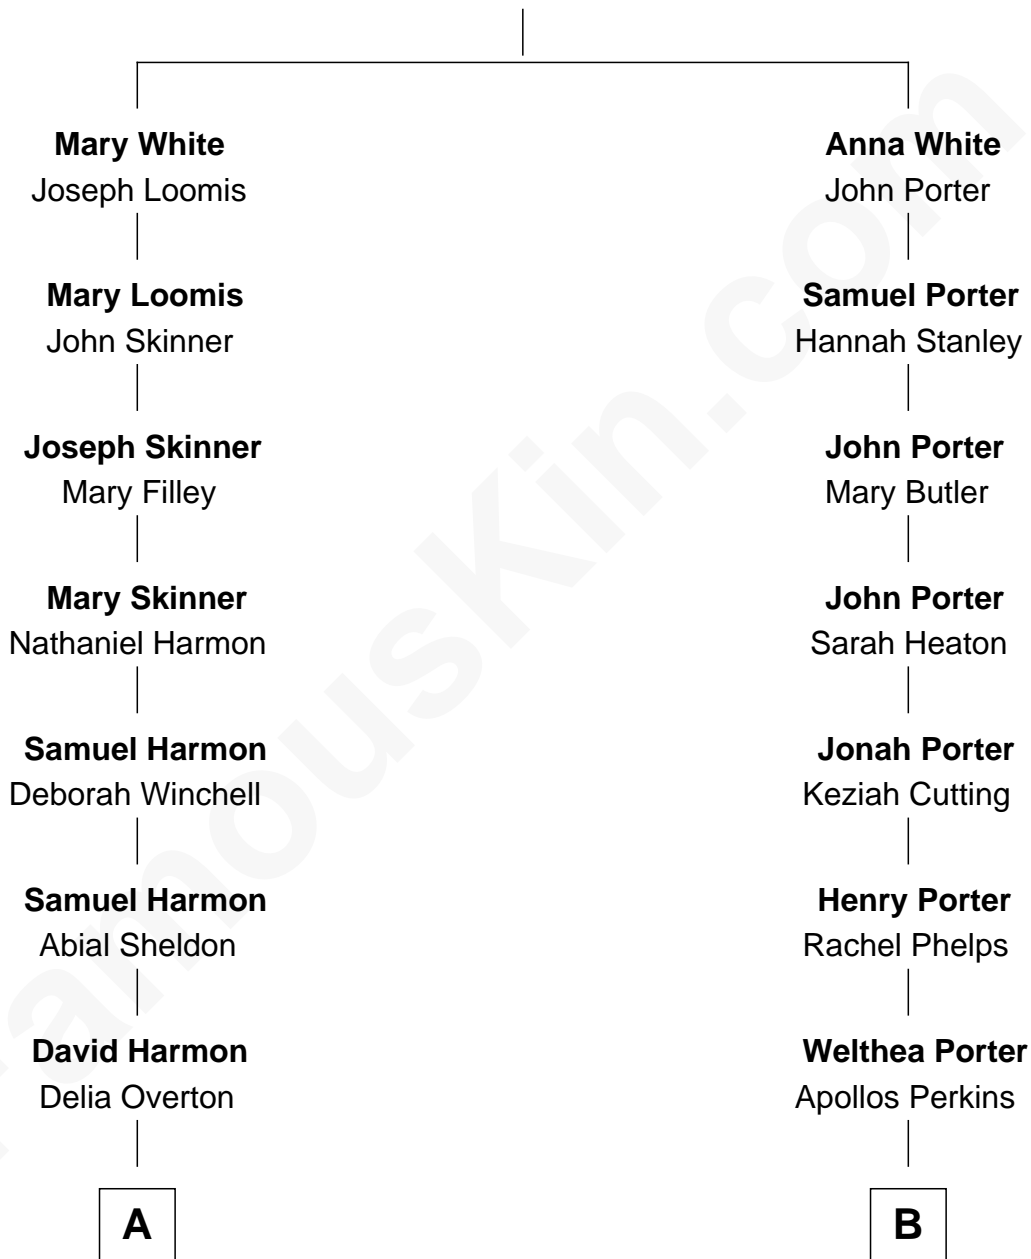 Mary White
Joseph Loomis
Mary Loomis
John Skinner
Joseph Skinner
Mary Filley
Mary Skinner
Nathaniel Harmon
Samuel Harmon
Deborah Winchell
Samuel Harmon
Abial Sheldon
David Harmon
Delia Overton
A
Anna White
John Porter
Samuel Porter
Hannah Stanley
John Porter
Mary Butler
John Porter
Sarah Heaton
Jonah Porter
Keziah Cutting
Henry Porter
Rachel Phelps
Welthea Porter
Apollos Perkins
B
FamousKin.com